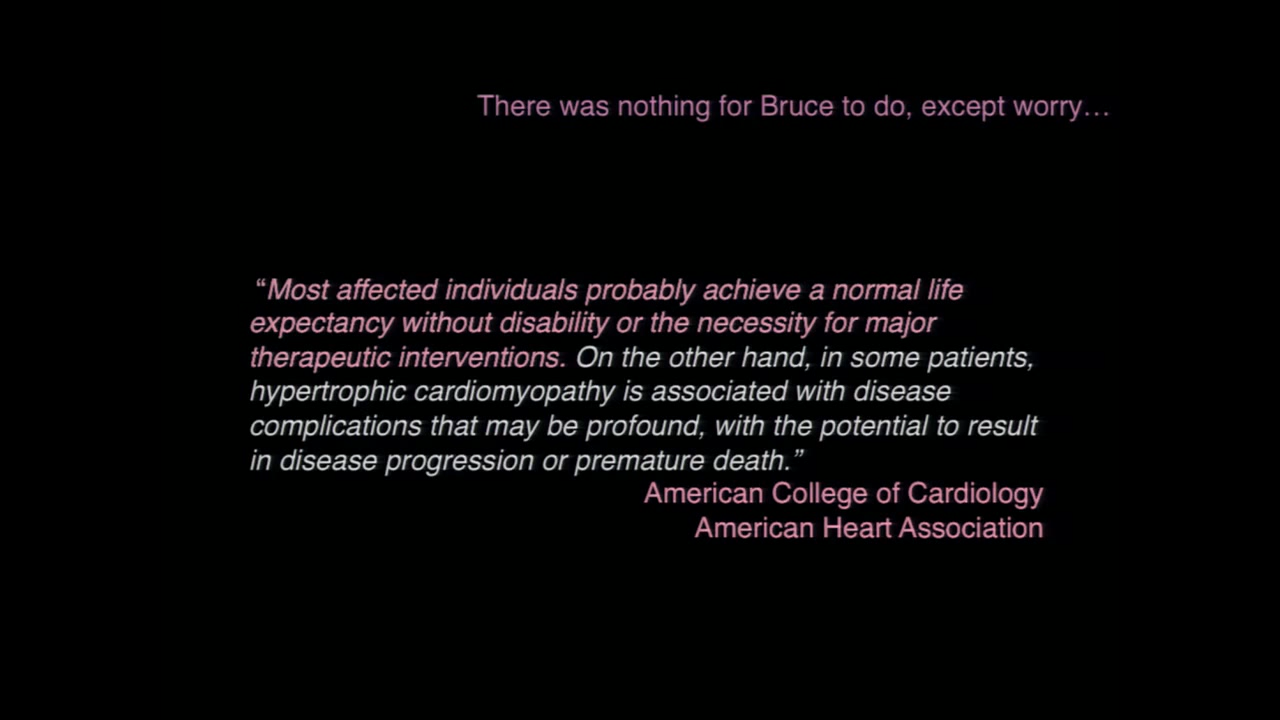 There was nothing for Bruce to do, except worry…
“Most affected individuals probably achieve a normal life
expectancy without disability or the necessity for major
therapeutic interventions. On the other hand, in some patients,
hypertrophic cardiomyopathy is associated with disease
complications that may be profound, with the potential to result
in disease progression or premature death.”
American College of Cardiology
American Heart Association